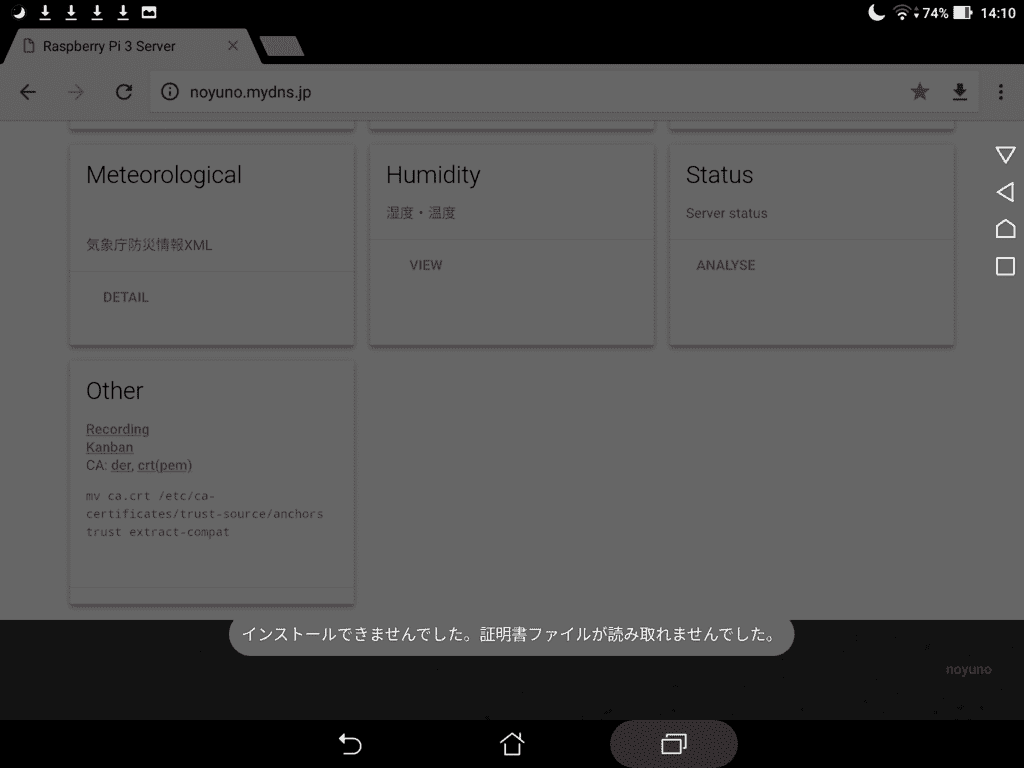 74% 14:10
Raspberry Pi 3 Server
noyuno.mydns.jp
Meteorological
気象庁防災情報XML
DETAIL
Humidity
湿度・温度
VIEW
Status
Server status
ANALYSE
Other
Recording
Kanban
CA: der, crt(pem)
mv ca.crt /etc/ca-
certificates/trust-source/anchors
trust extract-compat
インストールできませんでした。証明書ファイルが読み取れませんでした。
noyuno